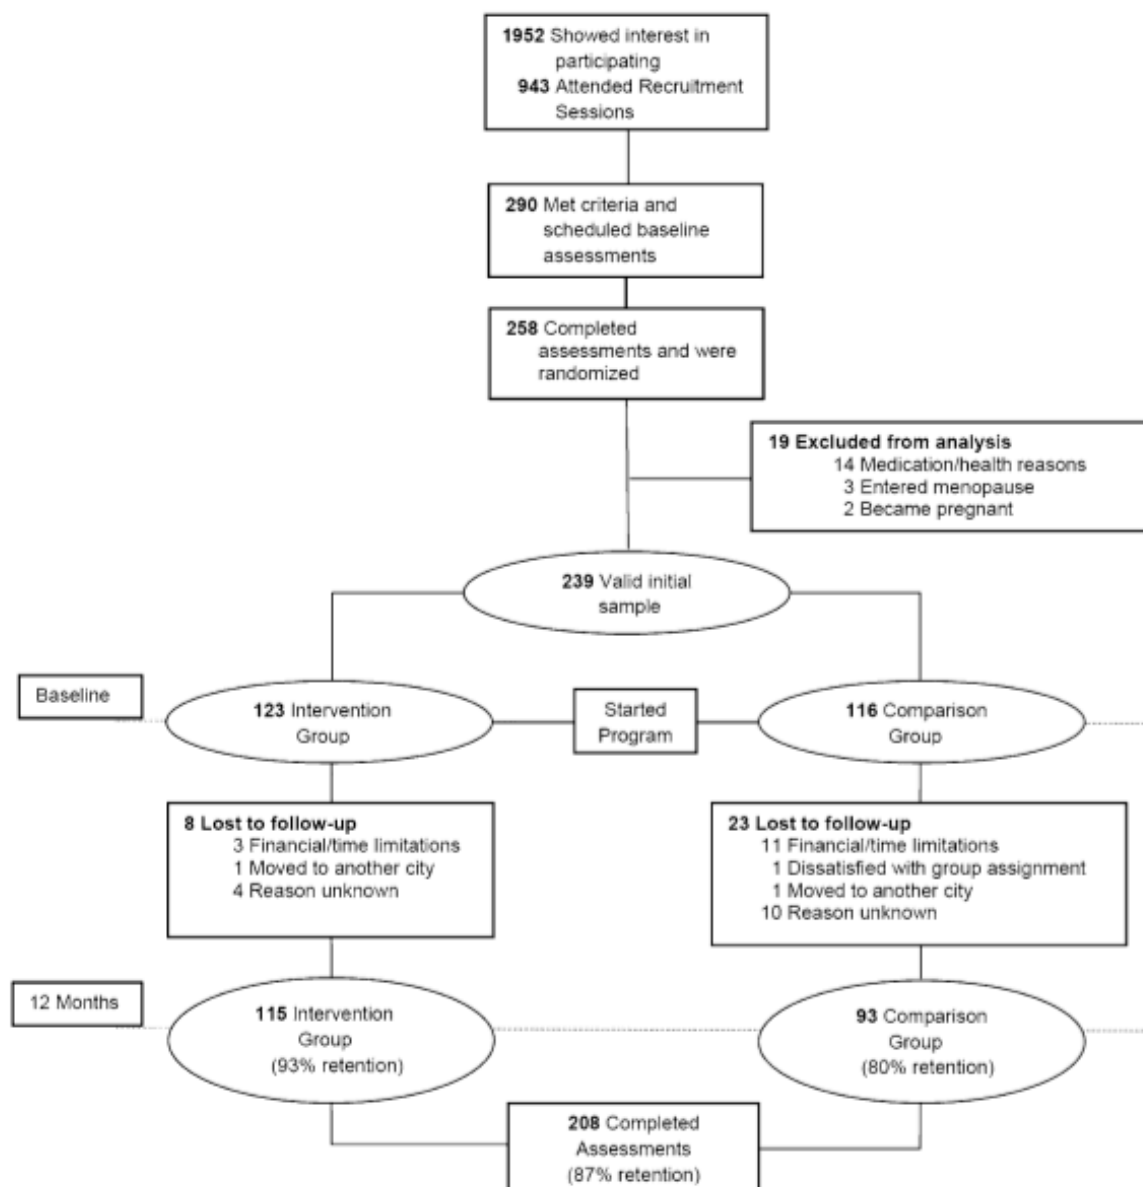 1952 Showed interest in
participating
943 Attended Recruitment
Sessions
290 Met criteria and
scheduled baseline
assessments
258 Completed
assessments and were
randomized
19 Excluded from analysis
14 Medication/health reasons
3 Entered menopause
2 Became pregnant
239 Valid initial
sample
Baseline
123 Intervention
Group
Started
Program
116 Comparison
Group
8 Lost to follow-up
3 Financial/time limitations
1 Moved to another city
4 Reason unknown
23 Lost to follow-up
11 Financial/time limitations
1 Dissatisfied with group assignment
1 Moved to another city
10 Reason unknown
12 Months
115 Intervention
Group
(93% retention)
93 Comparison
Group
(80% retention)
208 Completed
Assessments
(87% retention)